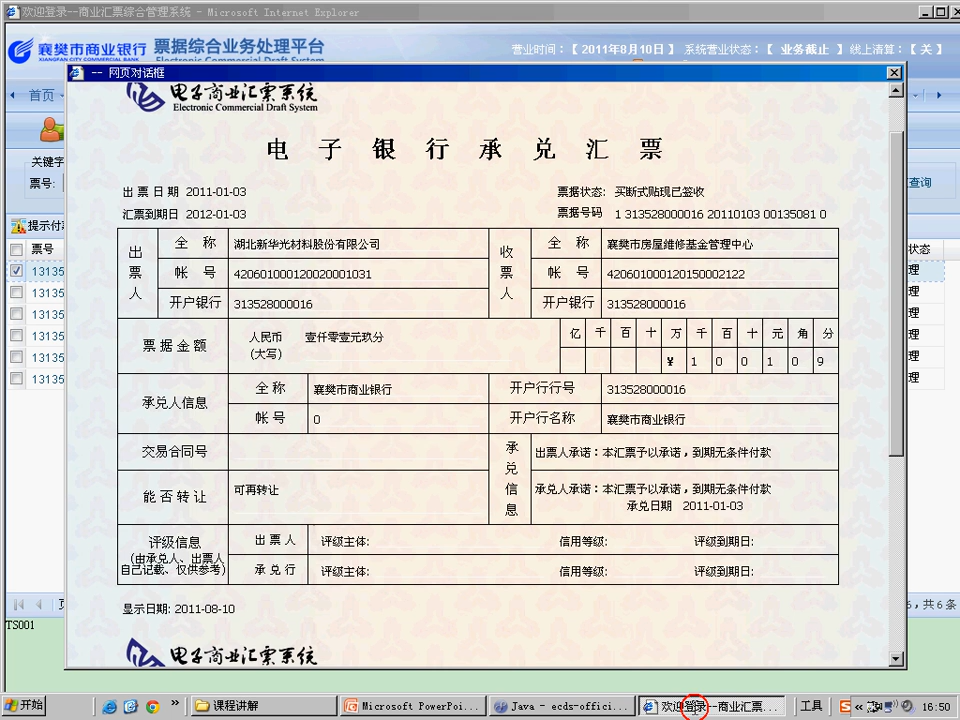 欢迎登录--商业汇票综合管理系统 - Microsoft Internet Explorer
襄樊市商业银行 票据综合业务处理平台
XIANGFAN CITY COMMERCIAL BANK Electronic Commercial Draft System
营业时间:【 2011年8月10日 】 系统营业状态:【 业务截止 】 线上清算:【 关 】
-- 网页对话框
首页
关键字
票号:
查询
提示付
票号
状态
13135
理
13135
理
13135
理
13135
理
13135
理
13135
理
电子商业汇票系统
Electronic Commercial Draft System
电 子 银 行 承 兑 汇 票
出票日期 2011-01-03 票据状态: 买断式贴现已签收
汇票到期日 2012-01-03 票据号码 1 313528000016 20110103 00135081 0
出票人 全 称 湖北新华光材料股份有限公司 收票人 全 称 襄樊市房屋维修基金管理中心
帐 号 420601000120020001031 帐 号 420601000120150002122
开户银行 313528000016 开户银行 313528000016
票据金额 人民币(大写) 壹仟零壹元玖分 亿 千 百 十 万 千 百 十 元 角 分
¥ 1 0 0 1 0 9
承兑人信息 全称 襄樊市商业银行 开户行行号 313528000016
帐号 0 开户行名称 襄樊市商业银行
交易合同号 承兑信息 出票人承诺:本汇票予以承诺,到期无条件付款
能否转让 可再转让 承兑人承诺:本汇票予以承诺,到期无条件付款
承兑日期 2011-01-03
评级信息 出票人 评级主体: 信用等级: 评级到期日:
(由承兑人、出票人
自己记载、仅供参考) 承兑行 评级主体: 信用等级: 评级到期日:
显示日期: 2011-08-10
电子商业汇票系统
页
,共6条
TS001
开始 » 课程讲解 Microsoft PowerPoi... Java - ecds-offici... 欢迎登录--商业汇票... 工具 « 16:50